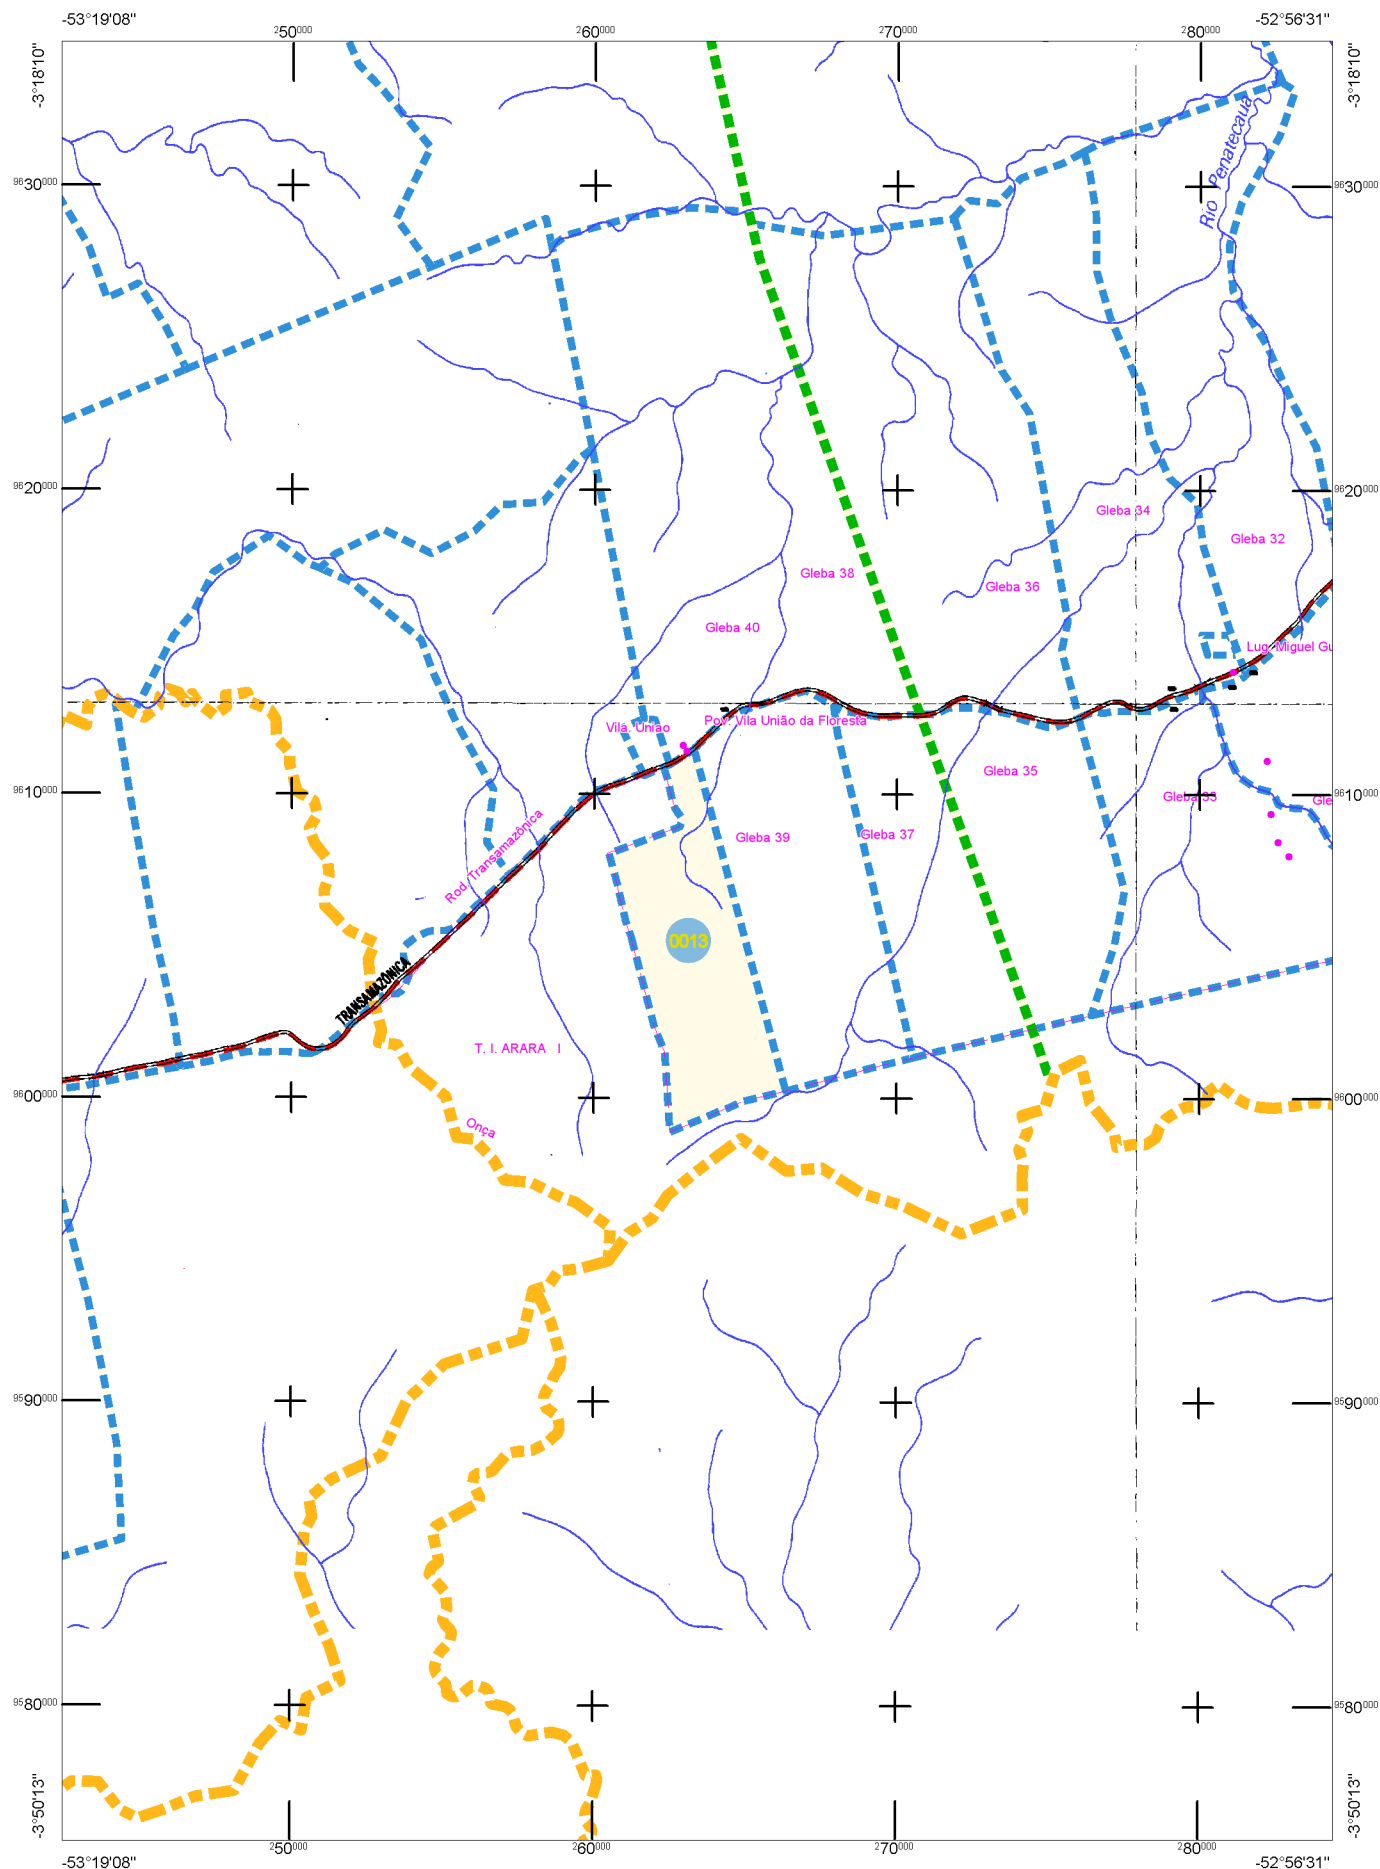 -53°19'08"
-52°56'31"
250000
260000
270000
280000
-3°18'10"
-3°18'10"
Rio Penatecaua
9630000
9630000
9620000
9620000
Gleba 34
Gleba 32
Gleba 38
Gleba 36
Gleba 40
Lug. Miguel Gu
Vila. União
Pov. Vila União da Floresta
Gleba 35
9610000
9610000
Gleba 33
Gle
Rod. Transamazônica
Gleba 39
Gleba 37
0013
TRANSAMAZÔNICA
T. I. ARARA I
9600000
9600000
Onça
9590000
9590000
9580000
9580000
-3°50'13"
-3°50'13"
250000
260000
270000
280000
-53°19'08"
-52°56'31"